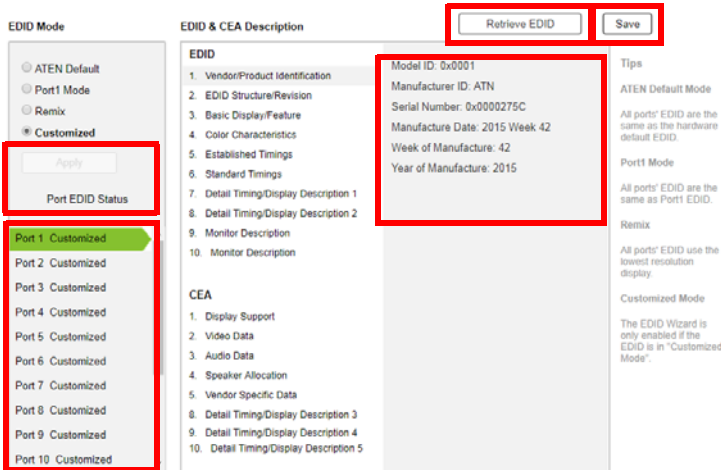 EDID Mode
ATEN Default
Port1 Mode
Remix
Customized
Apply
Port EDID Status
Port 1 Customized
Port 2 Customized
Port 3 Customized
Port 4 Customized
Port 5 Customized
Port 6 Customized
Port 7 Customized
Port 8 Customized
Port 9 Customized
Port 10 Customized
EDID & CEA Description
Retrieve EDID
Save
EDID
1. Vendor/Product Identification
2. EDID Structure/Revision
3. Basic Display/Feature
4. Color Characteristics
5. Established Timings
6. Standard Timings
7. Detail Timing/Display Description 1
8. Detail Timing/Display Description 2
9. Monitor Description
10. Monitor Description
CEA
1. Display Support
2. Video Data
3. Audio Data
4. Speaker Allocation
5. Vendor Specific Data
8. Detail Timing/Display Description 3
9. Detail Timing/Display Description 4
10. Detail Timing/Display Description 5
Model ID: 0x0001
Manufacturer ID: ATN
Serial Number: 0x0000275C
Manufacture Date: 2015 Week 42
Week of Manufacture: 42
Year of Manufacture: 2015
Tips
ATEN Default Mode
All ports' EDID are the
same as the hardware
default EDID.
Port1 Mode
All ports' EDID are the
same as Port1 EDID.
Remix
All ports' EDID use the
lowest resolution
display.
Customized Mode
The EDID Wizard is
only enabled if the
EDID is in "Customized
Mode".